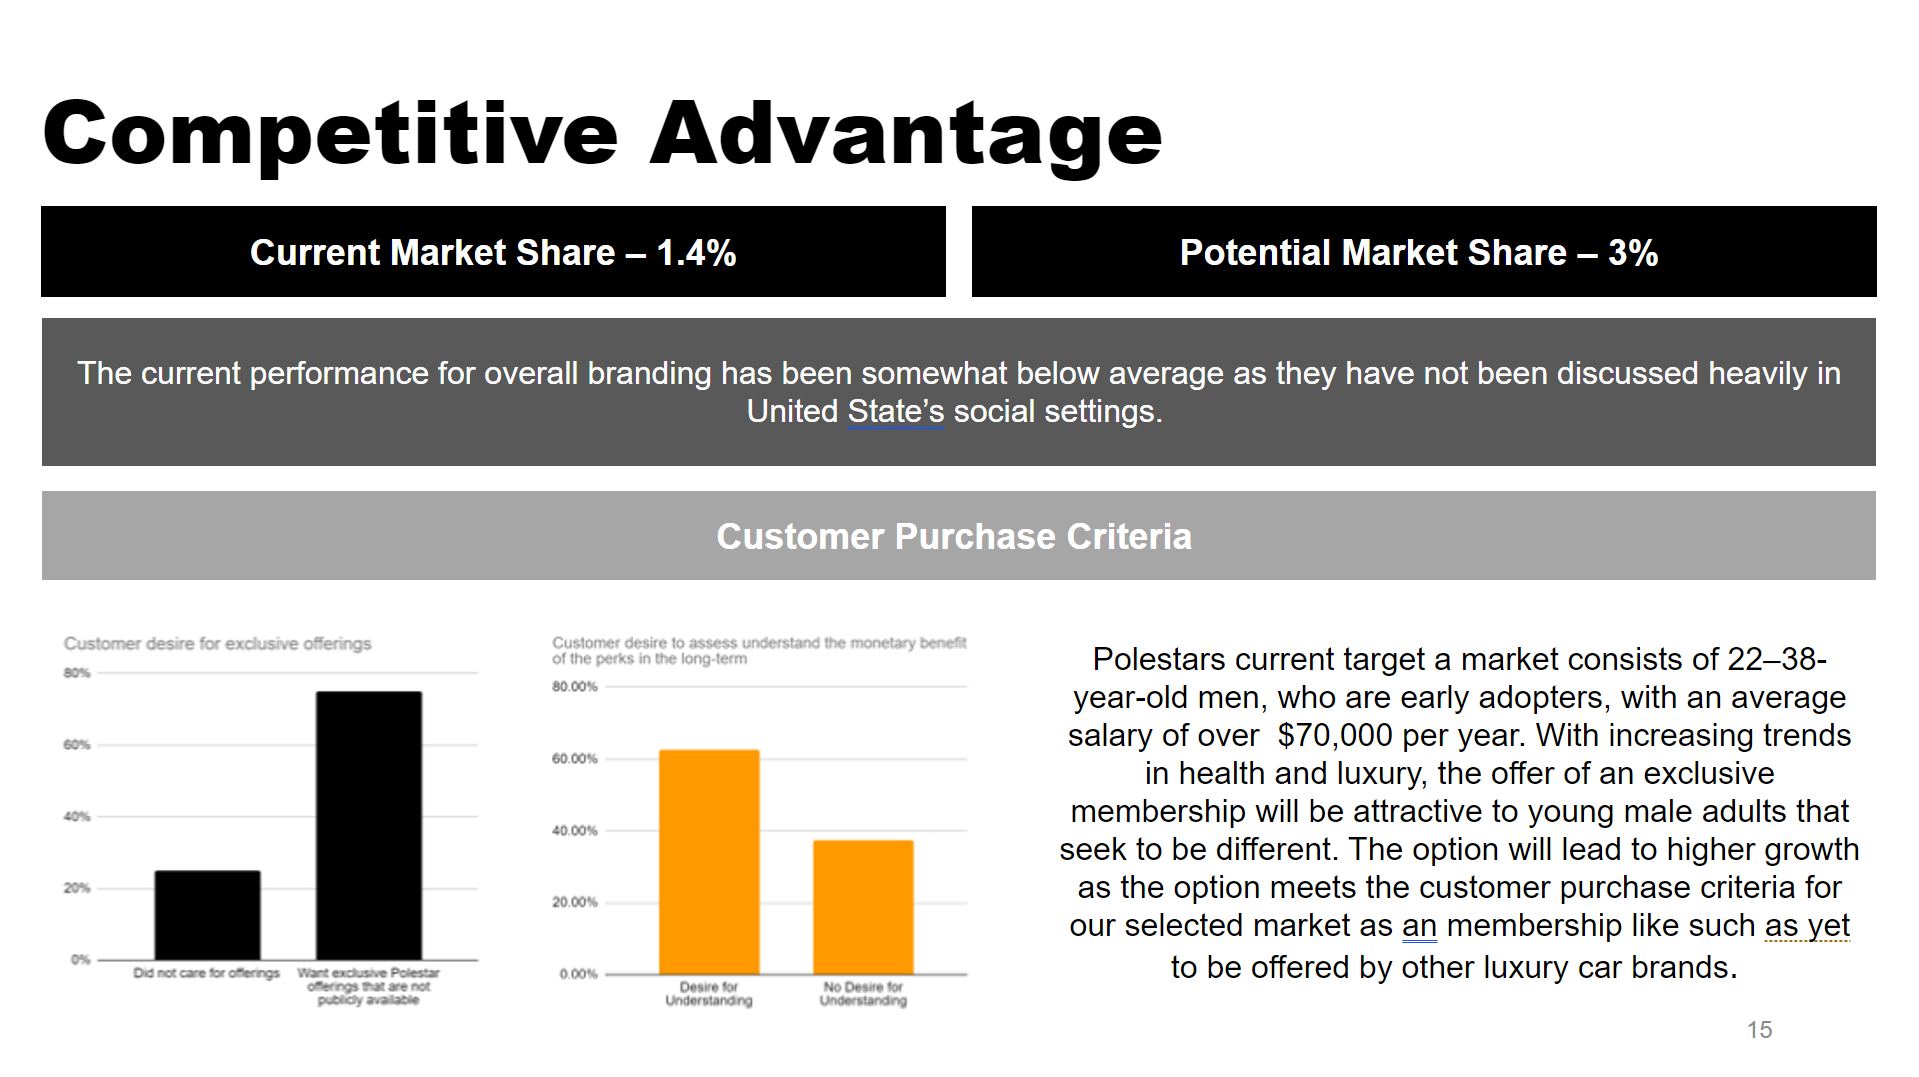 Competitive Advantage
Current Market Share – 1.4%
Potential Market Share – 3%
The current performance for overall branding has been somewhat below average as they have not been discussed heavily in
United State’s social settings.
Customer Purchase Criteria
Customer desire for exclusive offerings
80%
60%
40%
20%
0%
Did not care for offerings
Want exclusive Polestar
offerings that are not
publicly available
Customer desire to assess understand the monetary benefit
of the perks in the long-term
80.00%
60.00%
40.00%
20.00%
0.00%
Desire for
Understanding
No Desire for
Understanding
Polestars current target a market consists of 22–38-
year-old men, who are early adopters, with an average
salary of over  $70,000 per year. With increasing trends
in health and luxury, the offer of an exclusive
membership will be attractive to young male adults that
seek to be different. The option will lead to higher growth
as the option meets the customer purchase criteria for
our selected market as an membership like such as yet
to be offered by other luxury car brands.
15